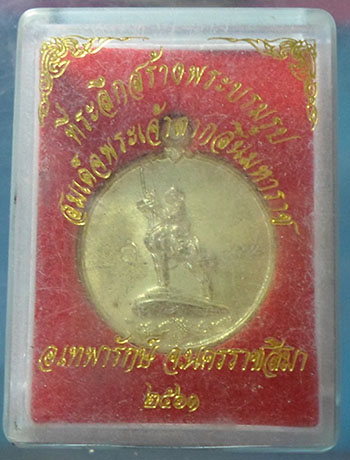 ที่ระลึกสร้างพระบรมรูป
สมเด็จพระเจ้าตากสินมหาราช
อ.เทพารักษ์ จ.นครราชสีมา
๒๕๖๑